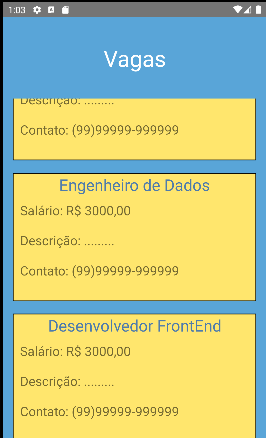 1:03
Vagas
Descrição: .........
Contato: (99)99999-999999
Engenheiro de Dados
Salário: R$ 3000,00
Descrição: .........
Contato: (99)99999-999999
Desenvolvedor FrontEnd
Salário: R$ 3000,00
Descrição: .........
Contato: (99)99999-999999